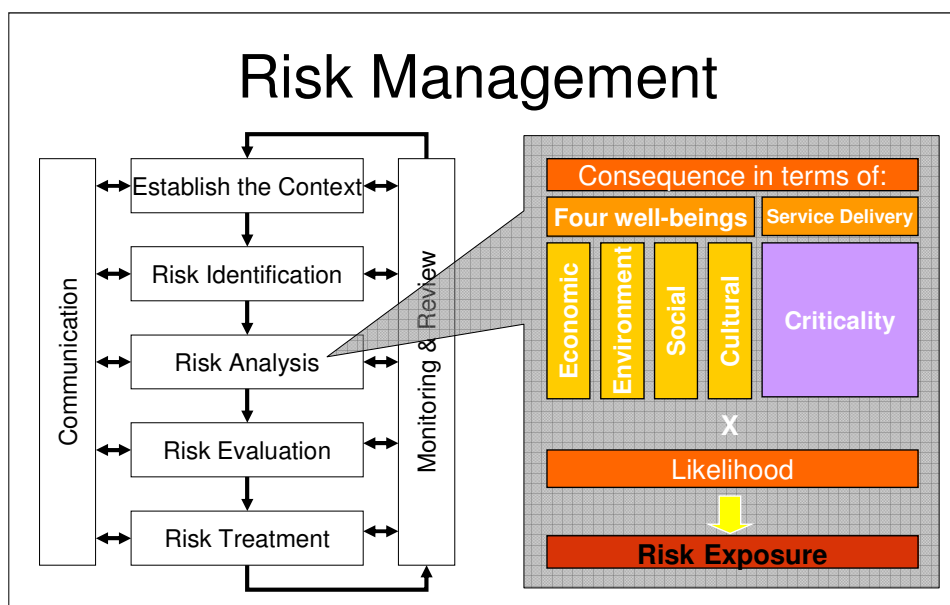 Risk Management
Communication
Establish the Context
Risk Identification
Risk Analysis
Risk Evaluation
Risk Treatment
Monitoring & Review
Consequence in terms of:
Four well-beings
Service Delivery
Economic
Environment
Social
Cultural
Criticality
X
Likelihood
Risk Exposure